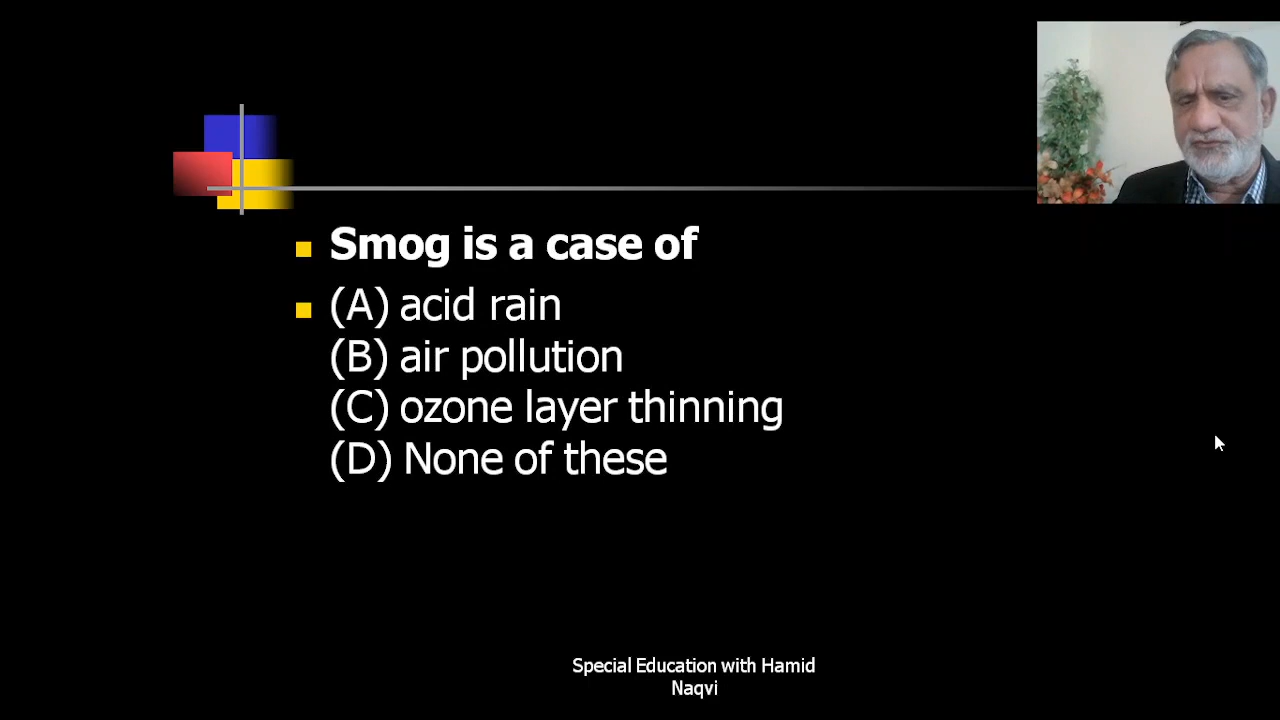 Smog is a case of
(A) acid rain
(B) air pollution
(C) ozone layer thinning
(D) None of these
Special Education with Hamid
Naqvi